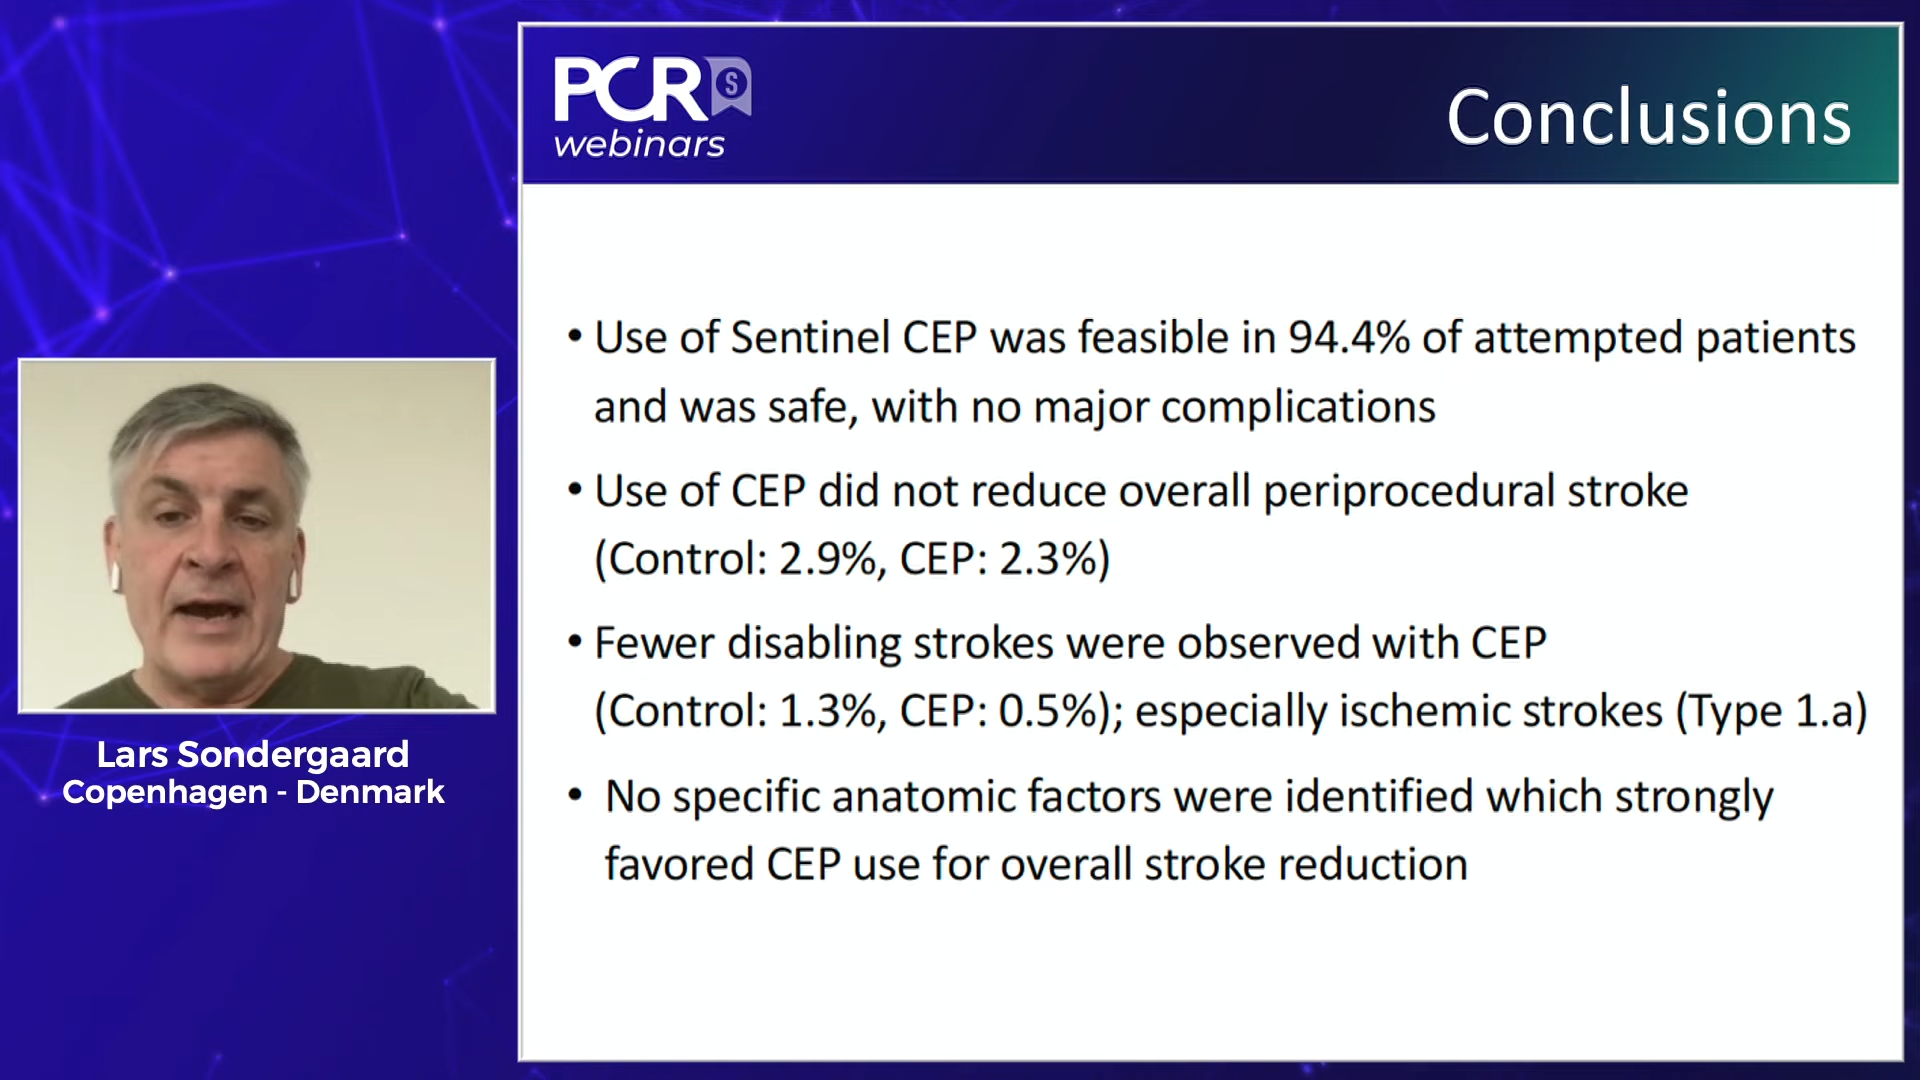 PCR S
webinars
Conclusions
• Use of Sentinel CEP was feasible in 94.4% of attempted patients
and was safe, with no major complications
• Use of CEP did not reduce overall periprocedural stroke
(Control: 2.9%, CEP: 2.3%)
• Fewer disabling strokes were observed with CEP
(Control: 1.3%, CEP: 0.5%); especially ischemic strokes (Type 1.a)
• No specific anatomic factors were identified which strongly
favored CEP use for overall stroke reduction
Lars Sondergaard
Copenhagen - Denmark